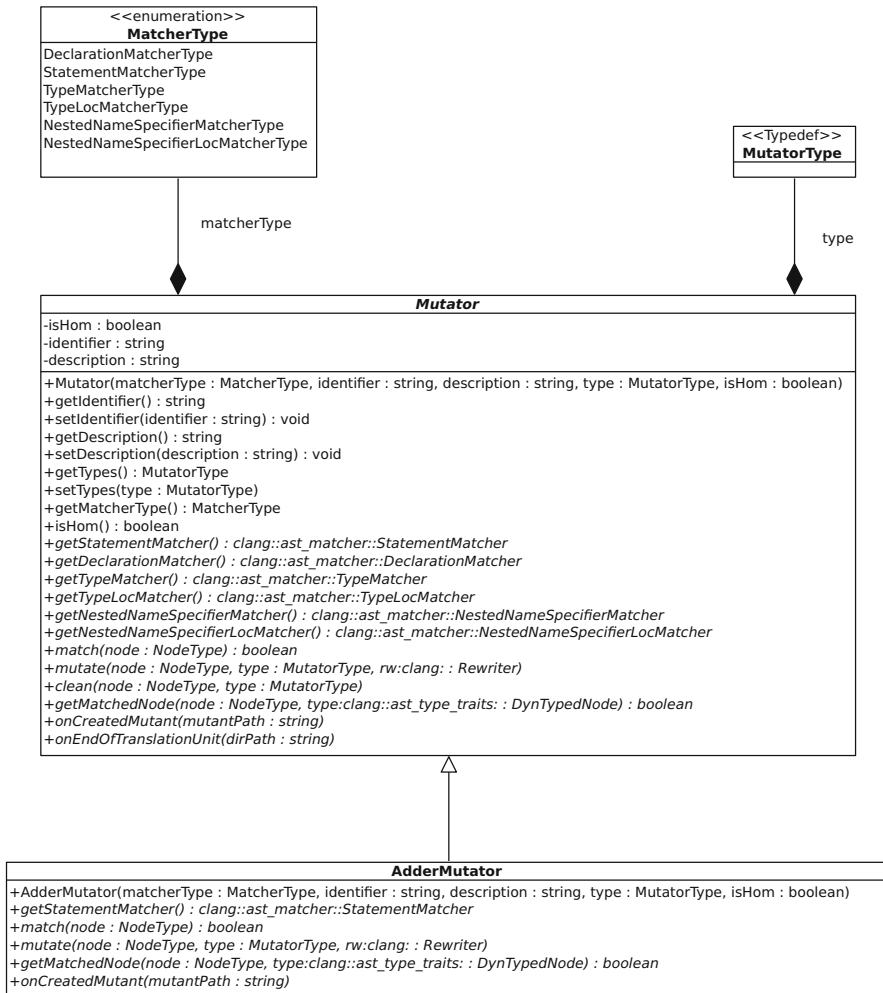 <<enumeration>>
MatcherType
DeclarationMatcherType
StatementMatcherType
TypeMatcherType
TypeLocMatcherType
NestedNameSpecifierMatcherType
NestedNameSpecifierLocMatcherType
<<Typedef>>
MutatorType
matcherType
type
Mutator
-isHom : boolean
-identifier : string
-description : string
+Mutator(matcherType : MatcherType, identifier : string, description : string, type : MutatorType, isHom : boolean)
+getIdentifier() : string
+setIdentifier(identifier : string) : void
+getDescription() : string
+setDescription(description : string) : void
+getTypes() : MutatorType
+setTypes(type : MutatorType)
+getMatcherType() : MatcherType
+isHom() : boolean
+getStatementMatcher() : clang::ast_matcher::StatementMatcher
+getDeclarationMatcher() : clang::ast_matcher::DeclarationMatcher
+getTypeMatcher() : clang::ast_matcher::TypeMatcher
+getTypeLocMatcher() : clang::ast_matcher::TypeLocMatcher
+getNestedNameSpecifierMatcher() : clang::ast_matcher::NestedNameSpecifierMatcher
+getNestedNameSpecifierLocMatcher() : clang::ast_matcher::NestedNameSpecifierLocMatcher
+match(node : NodeType) : boolean
+mutate(node : NodeType, type : MutatorType, rw:clang: : Rewriter)
+clean(node : NodeType, type : MutatorType)
+getMatchedNode(node : NodeType, type:clang::ast_type_traits: : DynTypedNode) : boolean
+onCreatedMutant(mutantPath : string)
+onEndOfTranslationUnit(dirPath : string)
AdderMutator
+AdderMutator(matcherType : MatcherType, identifier : string, description : string, type : MutatorType, isHom : boolean)
+getStatementMatcher() : clang::ast_matcher::StatementMatcher
+match(node : NodeType) : boolean
+mutate(node : NodeType, type : MutatorType, rw:clang: : Rewriter)
+getMatchedNode(node : NodeType, type:clang::ast_type_traits: : DynTypedNode) : boolean
+onCreatedMutant(mutantPath : string)